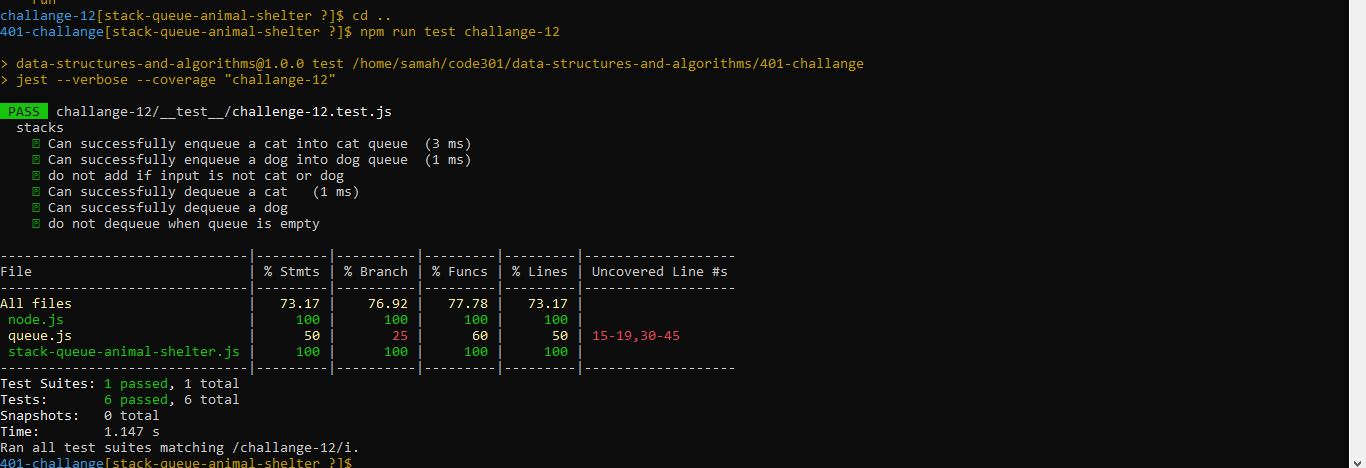 run
challange-12[stack-queue-animal-shelter ?]$ cd ..
401-challange[stack-queue-animal-shelter ?]$ npm run test challange-12

> data-structures-and-algorithms@1.0.0 test /home/samah/code301/data-structures-and-algorithms/401-challange
> jest --verbose --coverage "challange-12"

PASS challange-12/__test__/challenge-12.test.js
  stacks
    Can successfully enqueue a cat into cat queue  (3 ms)
    Can successfully enqueue a dog into dog queue  (1 ms)
    do not add if input is not cat or dog
    Can successfully dequeue a cat   (1 ms)
    Can successfully dequeue a dog
    do not dequeue when queue is empty

-------------------------------|---------|----------|---------|---------|-------------------
File                           | % Stmts | % Branch | % Funcs | % Lines | Uncovered Line #s
-------------------------------|---------|----------|---------|---------|-------------------
All files                      |   73.17 |    76.92 |   77.78 |   73.17 |
 node.js                       |     100 |      100 |     100 |     100 |
 queue.js                      |      50 |       25 |      60 |      50 | 15-19,30-45
 stack-queue-animal-shelter.js |     100 |      100 |     100 |     100 |
-------------------------------|---------|----------|---------|---------|-------------------
Test Suites: 1 passed, 1 total
Tests:       6 passed, 6 total
Snapshots:   0 total
Time:        1.147 s
Ran all test suites matching /challange-12/i.
401-challange[stack-queue-animal-shelter ?]$